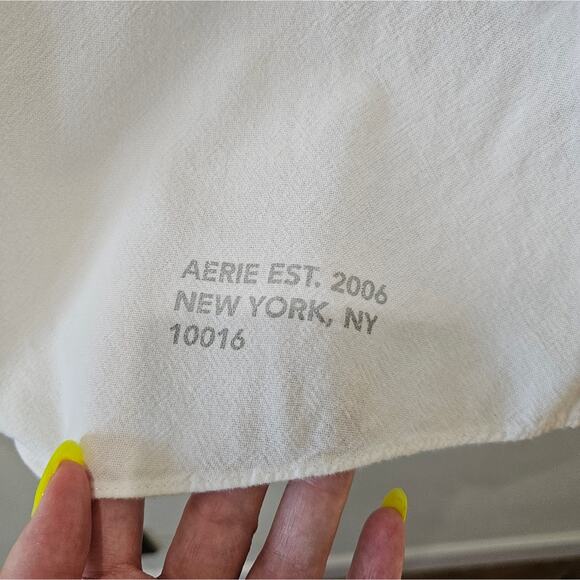 AERIE EST. 2006
NEW YORK, NY
10016